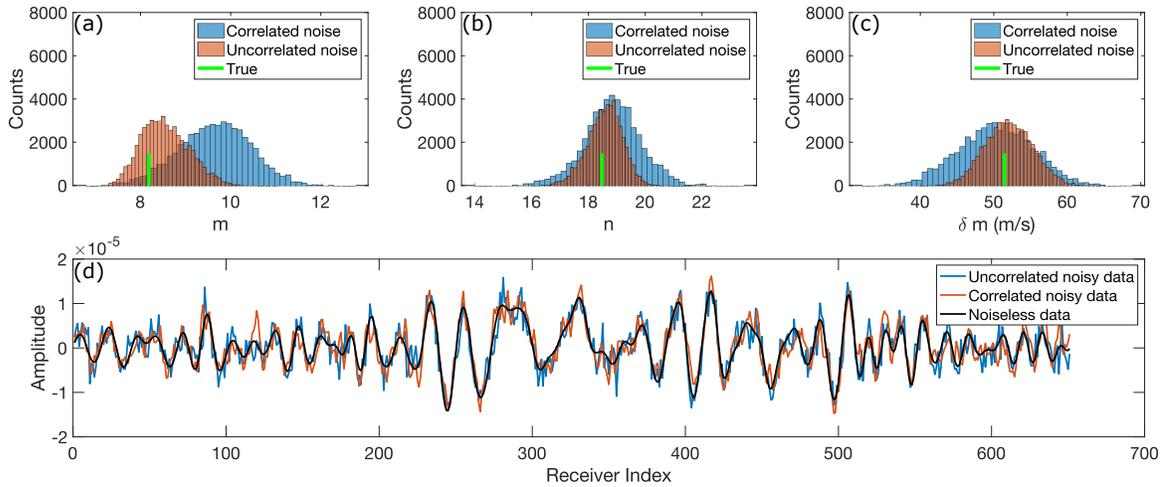 (a)
8000
6000
4000
2000
0
Counts
8
10
12
m
Correlated noise
Uncorrelated noise
True
(b)
8000
6000
4000
2000
0
Counts
14
16
18
20
22
n
Correlated noise
Uncorrelated noise
True
(c)
8000
6000
4000
2000
0
Counts
40
50
60
70
δ m (m/s)
Correlated noise
Uncorrelated noise
True
×10⁻⁵
(d)
2
1
0
-1
-2
Amplitude
Uncorrelated noisy data
Correlated noisy data
Noiseless data
0
100
200
300
400
500
600
700
Receiver Index